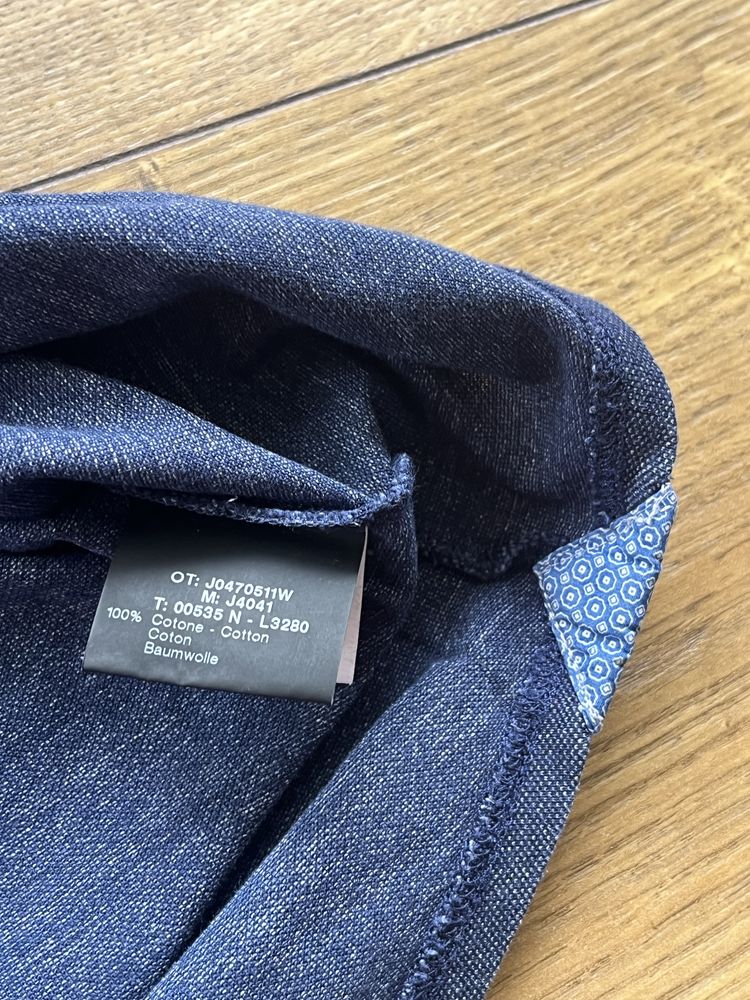 OT: J0470511W
M: J4041
T: 00535 N - L3280
100% Cotone - Cotton
Coton
Baumwolle